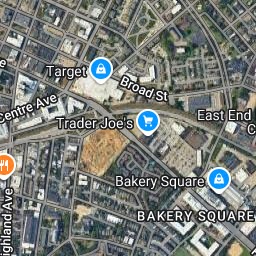 Target
Broad St
Centre Ave
Trader Joe's
East End
Bakery Square
BAKERY SQUARE
Highland Ave